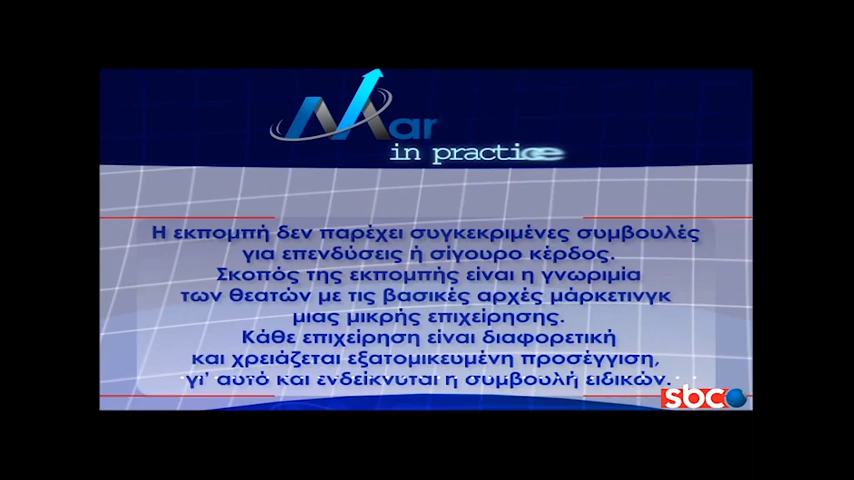 Mar
in practice
Η εκπομπή δεν παρέχει συγκεκριμένες συμβουλές
για επενδύσεις ή σίγουρο κέρδος.
Σκοπός της εκπομπής είναι η γνωριμία
των θεατών με τις βασικές αρχές μάρκετινγκ
μιας μικρής επιχείρησης.
Κάθε επιχείρηση είναι διαφορετική
και χρειάζεται εξατομικευμένη προσέγγιση,
γι' αυτό και ενδείκνυται η συμβουλή ειδικών.
sbc